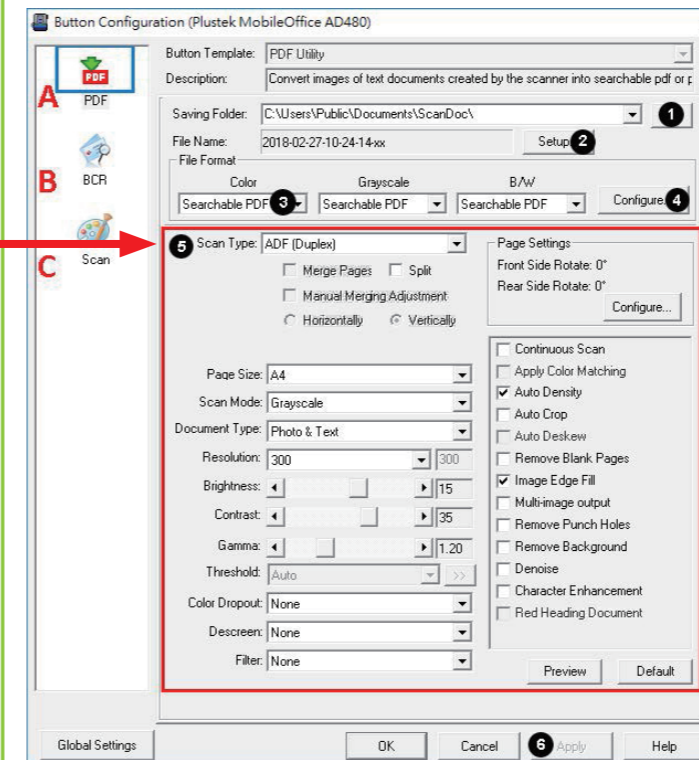 Button Configuration (Plustek MobileOffice AD480)
Button Template: PDF Utility
Description: Convert images of text documents created by the scanner into searchable pdf or p
A PDF
PDF
Saving Folder: C:\Users\Public\Documents\ScanDoc\ 1
File Name: 2018-02-27-10-24-14-xx Setup 2
File Format
B BCR
Color Grayscale B/W
Searchable PDF 3 Searchable PDF Searchable PDF Configure. 4
C Scan
5 Scan Type: ADF (Duplex)
Merge Pages Split
Manual Merging Adjustment
Horizontally Vertically
Page Settings
Front Side Rotate: 0°
Rear Side Rotate: 0°
Configure...
Page Size: A4
Scan Mode: Grayscale
Document Type: Photo & Text
Resolution: 300 300
Brightness: 15
Contrast: 35
Gamma: 1.20
Threshold: Auto >>
Color Dropout: None
Descreen: None
Filter: None
Continuous Scan
Apply Color Matching
Auto Density
Auto Crop
Auto Deskew
Remove Blank Pages
Image Edge Fill
Multi-image output
Remove Punch Holes
Remove Background
Denoise
Character Enhancement
Red Heading Document
Preview Default
Global Settings OK Cancel 6 Apply Help